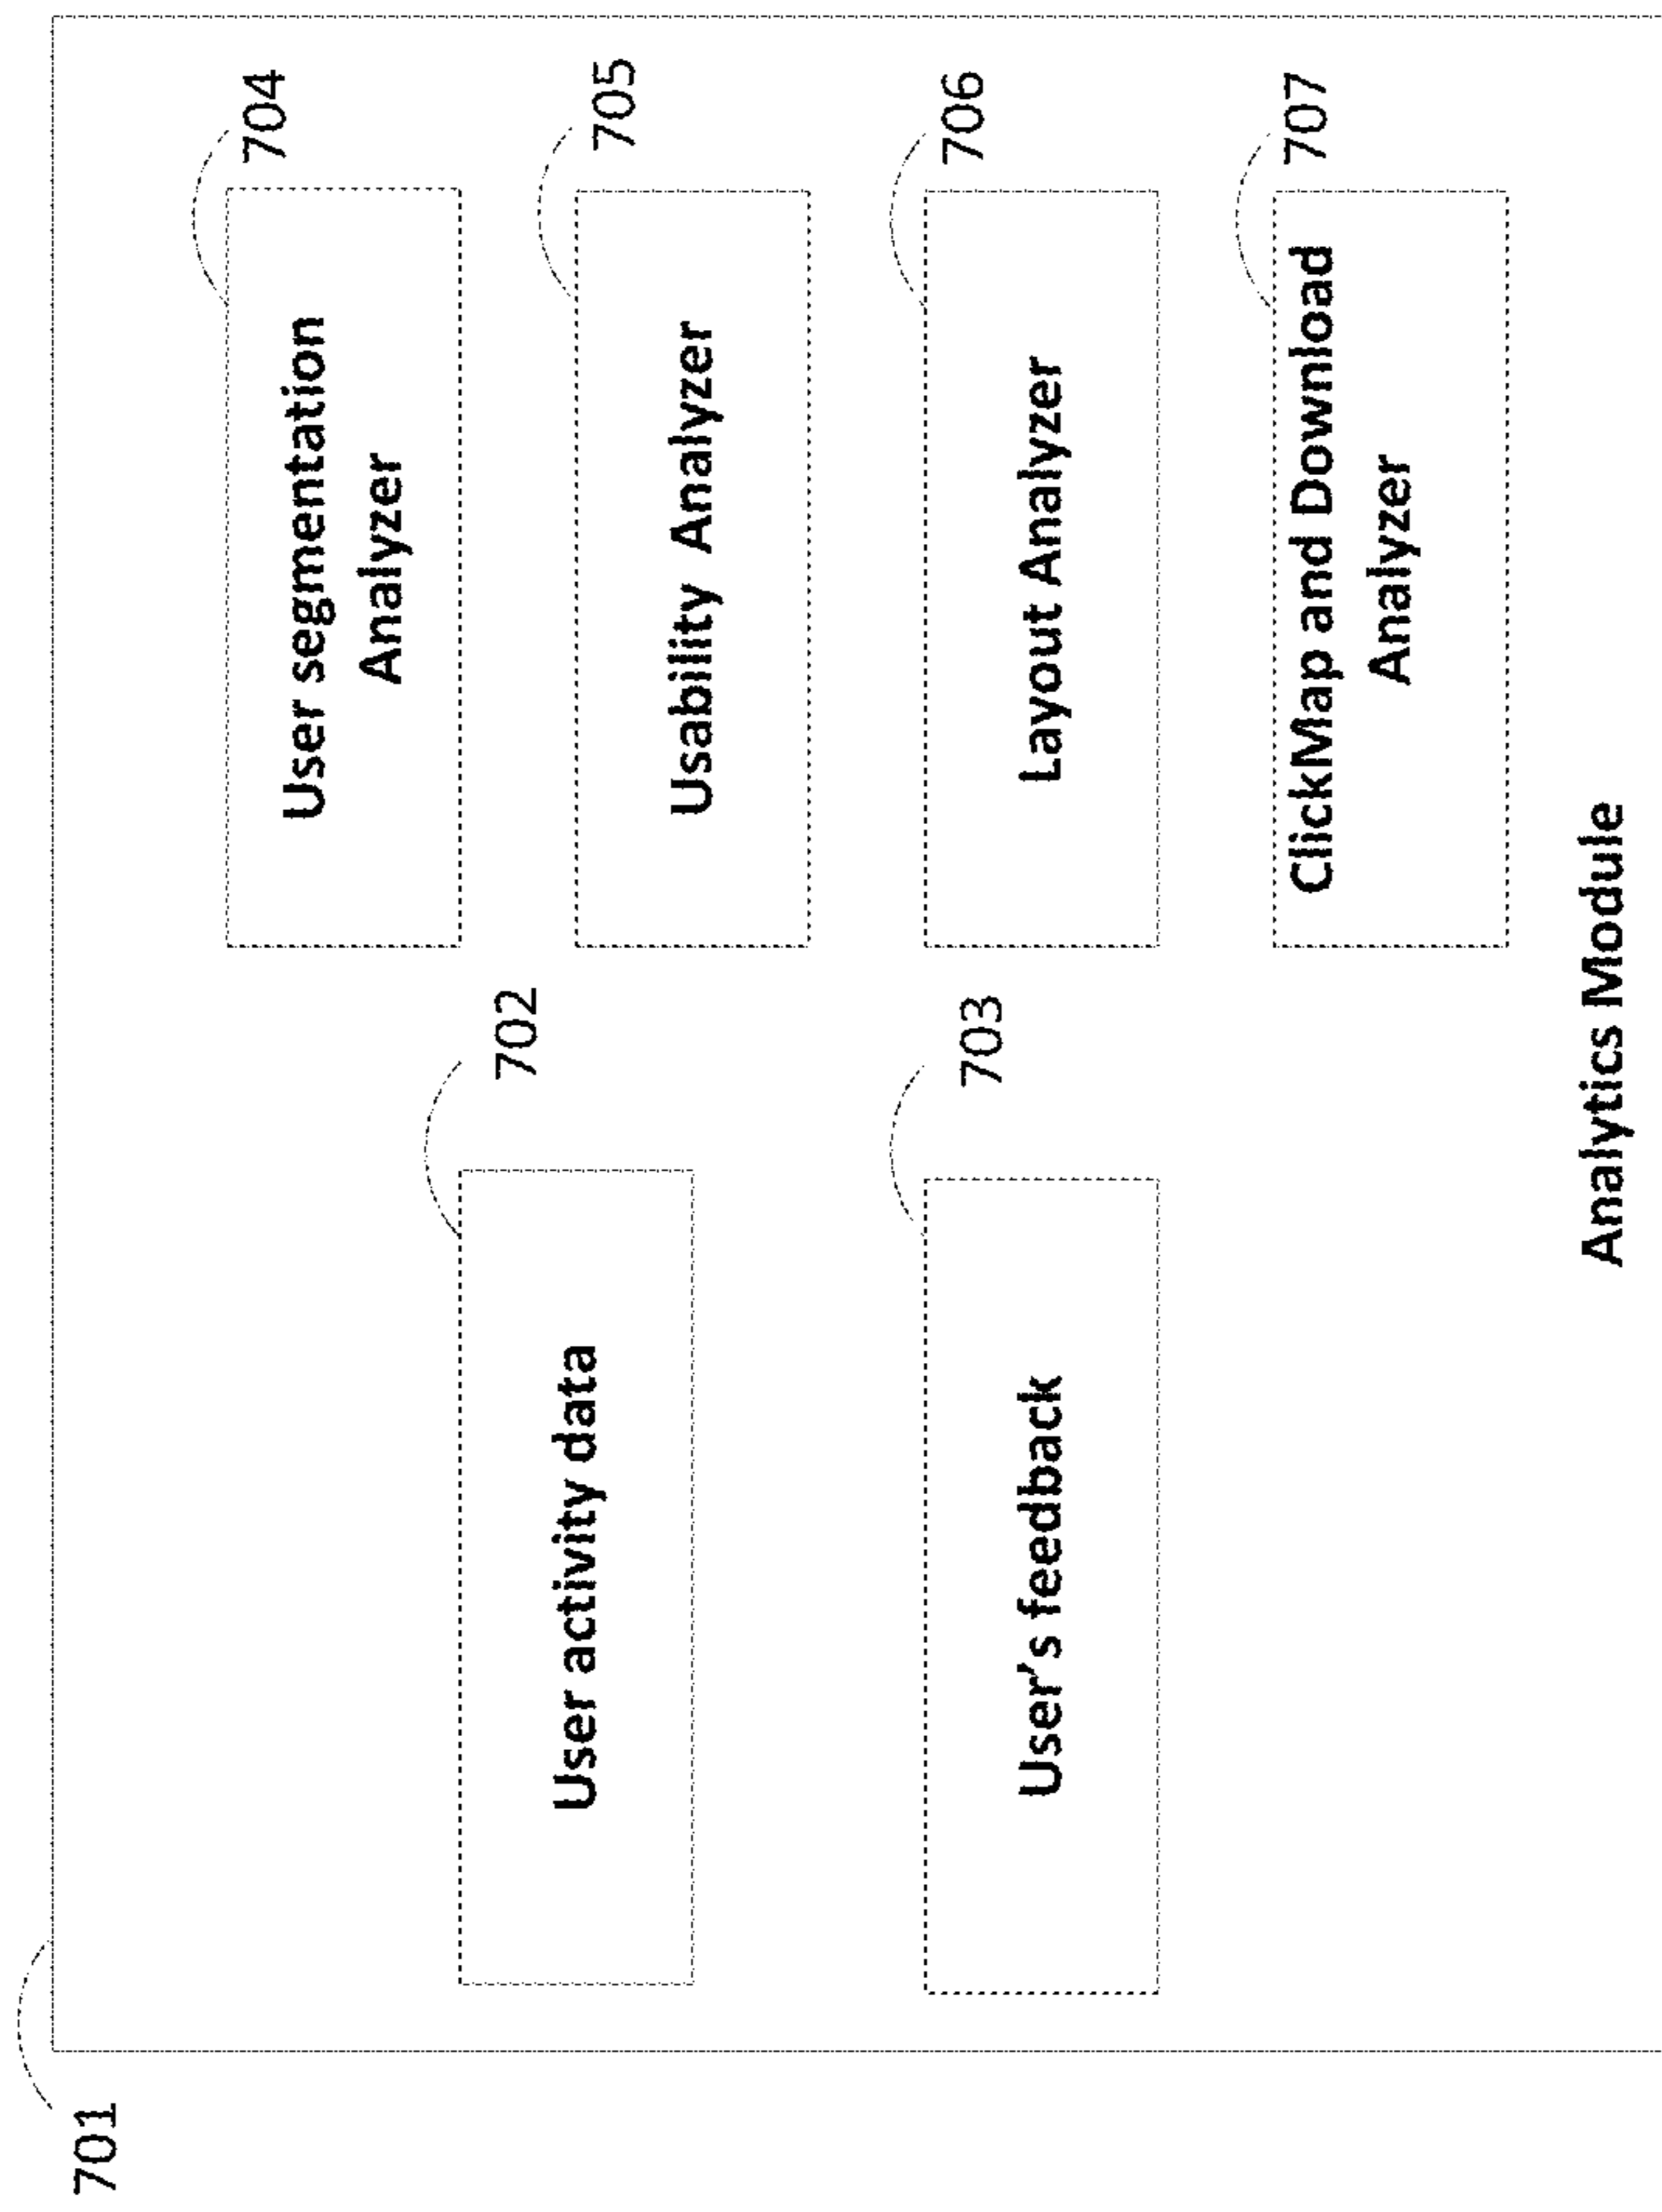 701
702
User activity data
703
User's feedback
704
User segmentation
Analyzer
705
Usability Analyzer
706
Layout Analyzer
707
ClickMap and Download
Analyzer
Analytics Module